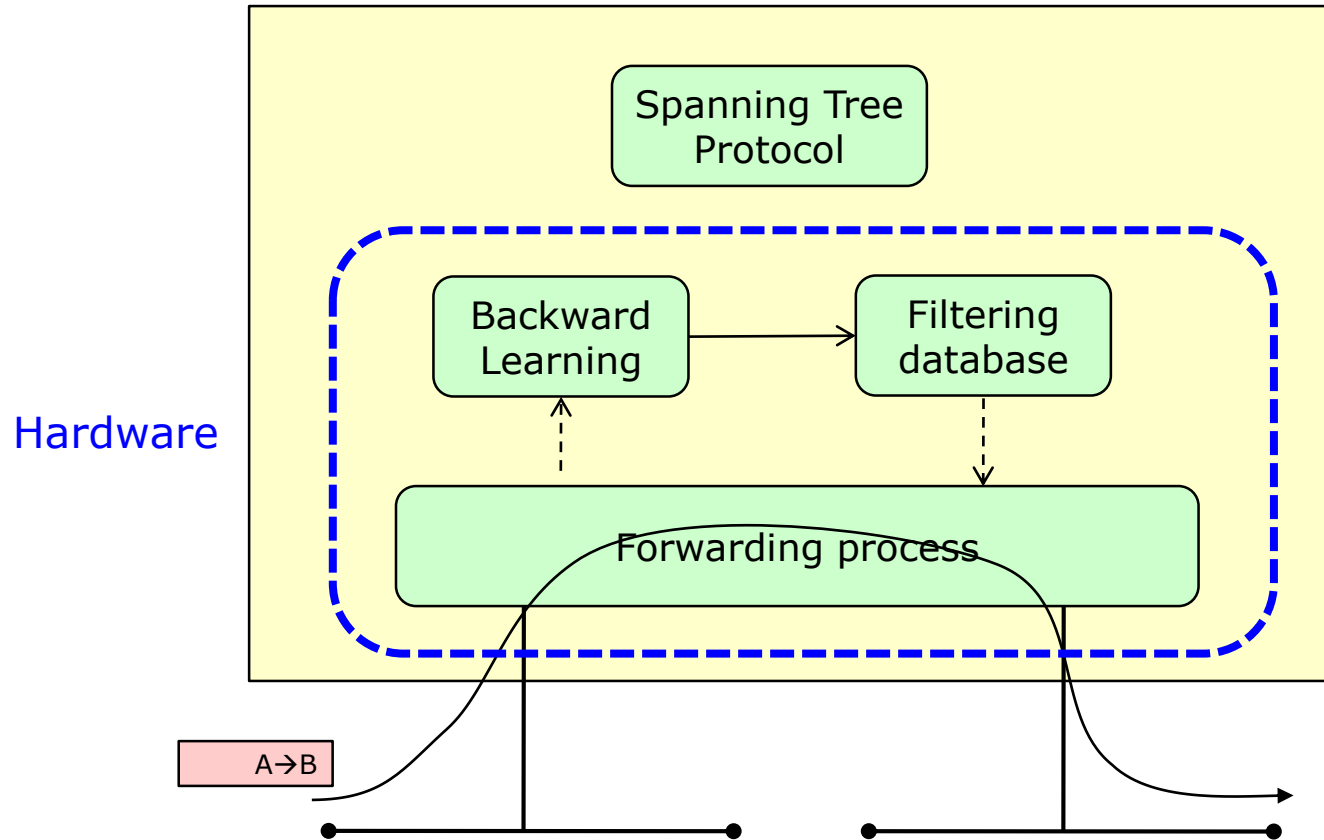 Spanning Tree
Protocol
Backward
Learning
Filtering
database
Hardware
Forwarding process
A→B